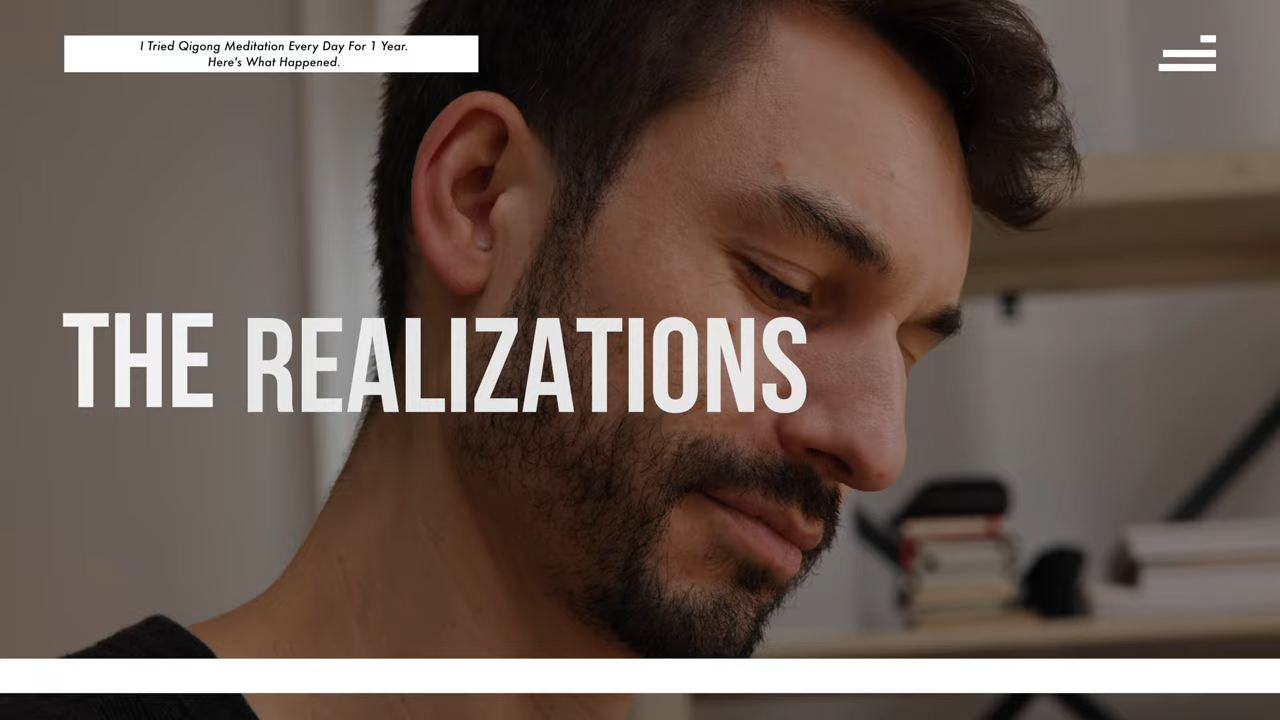 I Tried Qigong Meditation Every Day For 1 Year.
Here's What Happened.
THE REALIZATIONS